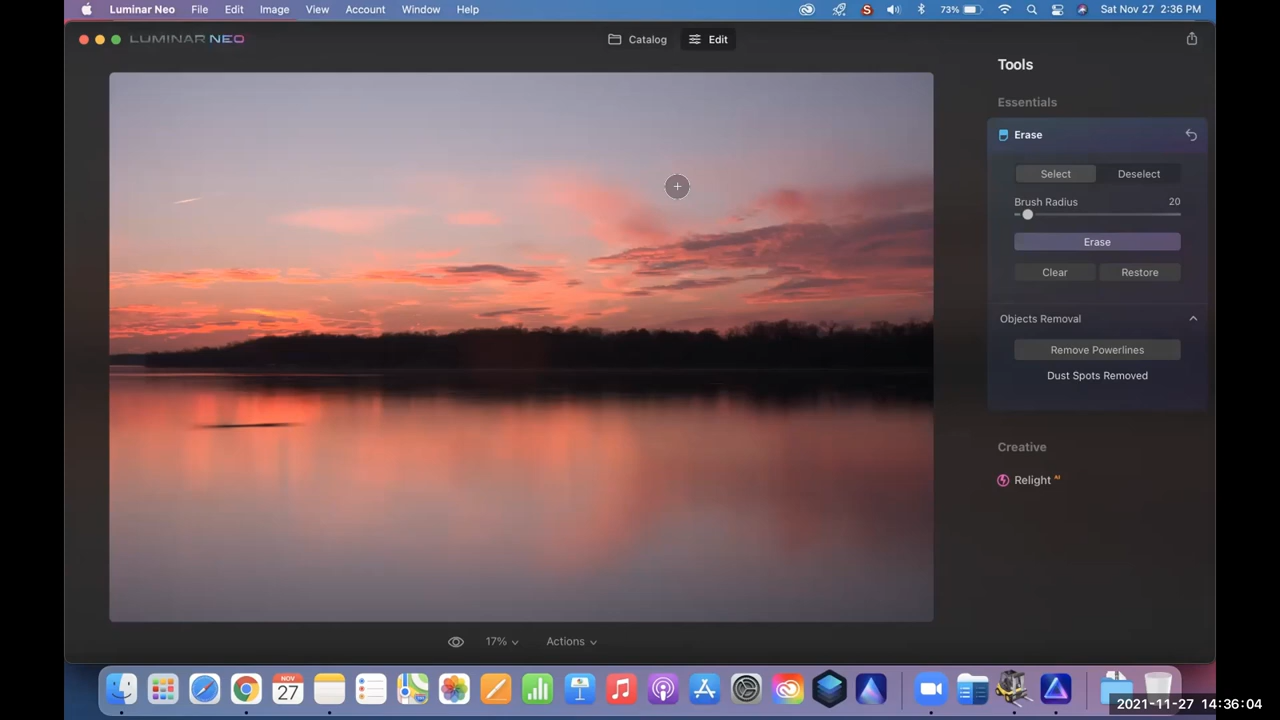 Luminar Neo File Edit Image View Account Window Help 73% Sat Nov 27 2:36 PM
LUMINAR NEO Catalog Edit
Tools
Essentials
Erase
Select Deselect
Brush Radius 20
Erase
Clear Restore
Objects Removal
Remove Powerlines
Dust Spots Removed
Creative
Relight AI
17% Actions
NOV
27
2021-11-27 14:36:04